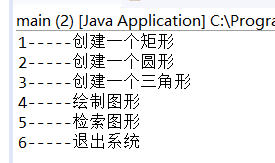 main (2) [Java Application] C:\Progra
1-----创建一个矩形
2-----创建一个圆形
3-----创建一个三角形
4-----绘制图形
5-----检索图形
6-----退出系统